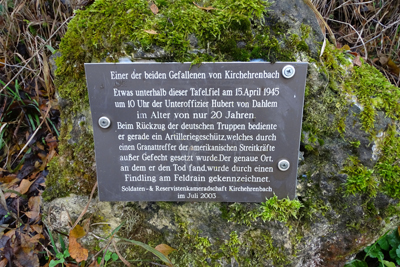 Einer der beiden Gefallenen von Kirchehrenbach
Etwas unterhalb dieser Tafel,fiel am 15.April 1945
um 10 Uhr der Unteroffizier Hubert von Dahlem
im Alter von nur 20 Jahren.
Beim Rückzug der deutschen Truppen bediente
er gerade ein Artilleriegeschütz,welches durch
einen Granattreffer der amerikanischen Streitkräfte
außer Gefecht gesetzt wurde.Der genaue Ort,
an dem er den Tod fand, wurde durch einen
Findling am Feldrain gekennzeichnet.
Soldaten-& Reservistenkameradschaft Kirchehrenbach
im Juli 2003